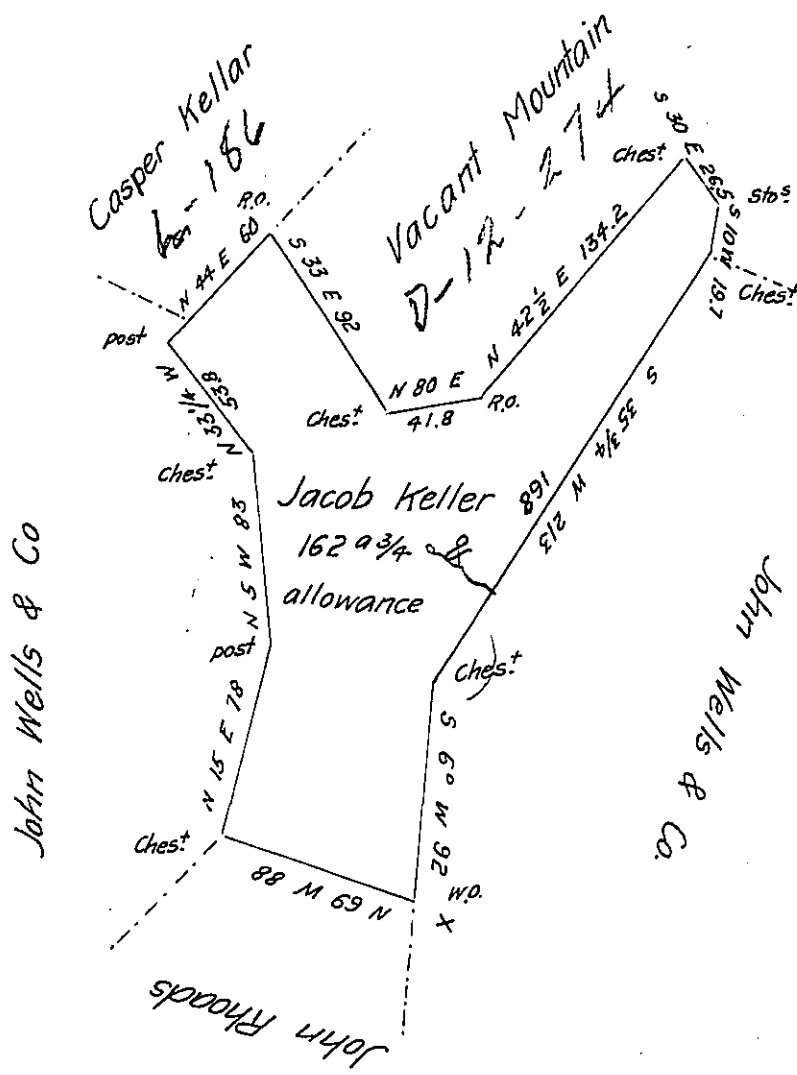 Casper Kellar
Vacant Mountain
D-12-274
R.O.
N 44 E 60
S 33 E 92
post
N 33 1/4 W
53.8
Ches.t
N 80 E
41.8
Ches.t
R.O.
N 42 1/2 E 134.2
Ches.t
S 30 E 26.5
Stos
S 10 W 19.7
Ches.t
S 35 3/4 W 213
168
Ches.t
Jacob Keller
162 a 3/4
allowance
N 5 W 83
post
N 15 E 78
Ches.t
N 69 W 88
S 6° W 92
W.O.
X
John Wells & Co
John Wells & Co.
John Rhoads